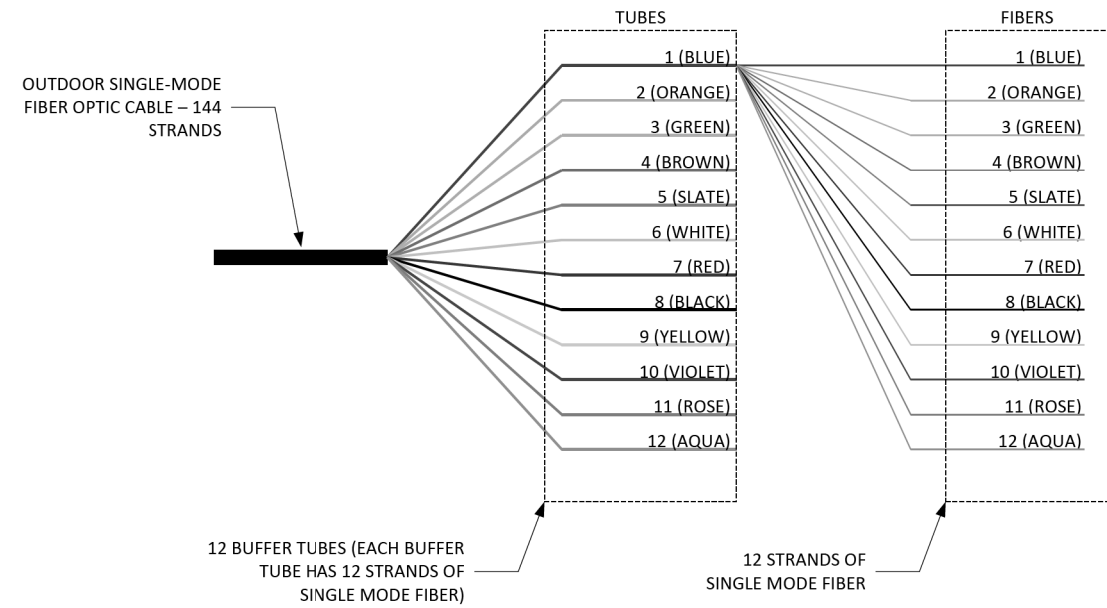 TUBES
FIBERS
OUTDOOR SINGLE-MODE
FIBER OPTIC CABLE – 144
STRANDS
1 (BLUE)
2 (ORANGE)
3 (GREEN)
4 (BROWN)
5 (SLATE)
6 (WHITE)
7 (RED)
8 (BLACK)
9 (YELLOW)
10 (VIOLET)
11 (ROSE)
12 (AQUA)
1 (BLUE)
2 (ORANGE)
3 (GREEN)
4 (BROWN)
5 (SLATE)
6 (WHITE)
7 (RED)
8 (BLACK)
9 (YELLOW)
10 (VIOLET)
11 (ROSE)
12 (AQUA)
12 BUFFER TUBES (EACH BUFFER
TUBE HAS 12 STRANDS OF
SINGLE MODE FIBER)
12 STRANDS OF
SINGLE MODE FIBER